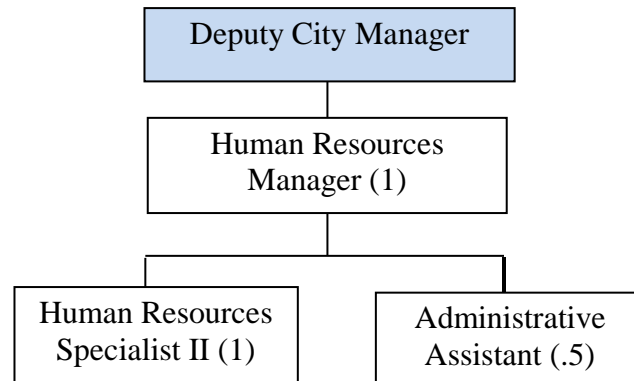 Deputy City Manager
Human Resources
Manager (1)
Human Resources
Specialist II (1)
Administrative
Assistant (.5)